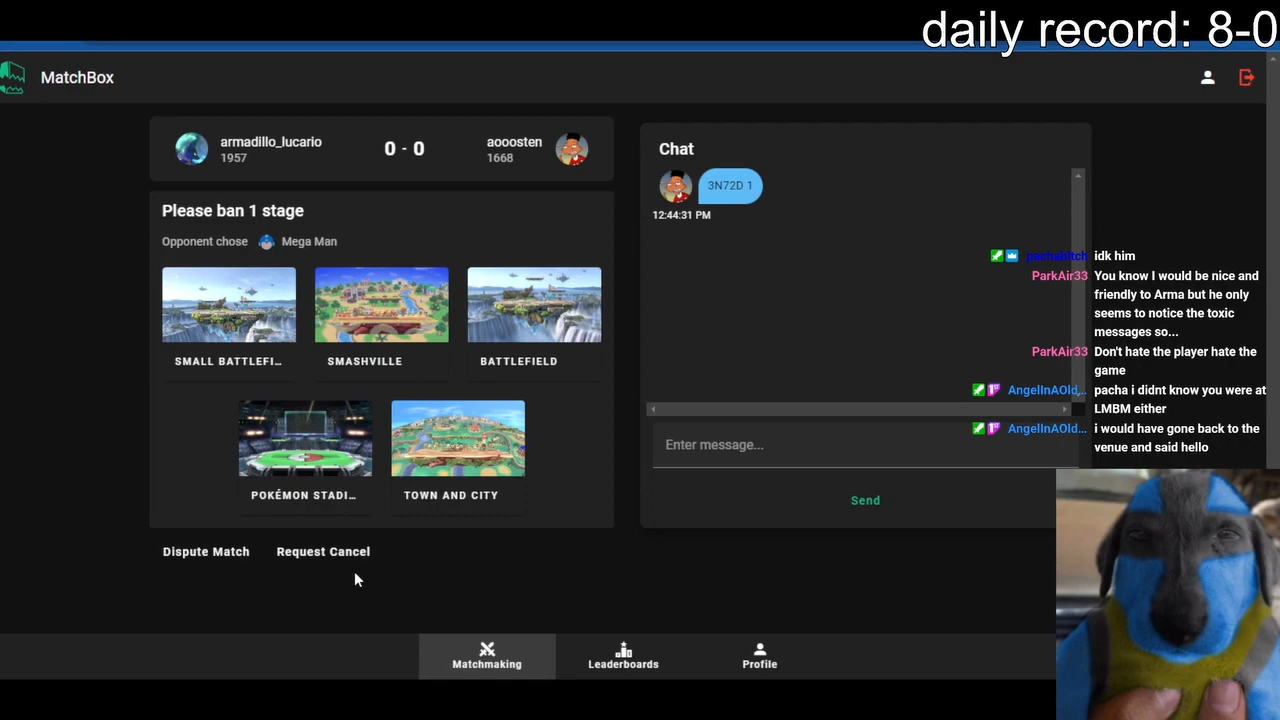 daily record: 8-0
MatchBox
armadillo_lucario
1957
0 - 0
aooosten
1668
Please ban 1 stage
Opponent chose Mega Man
SMALL BATTLEFI...
SMASHVILLE
BATTLEFIELD
POKÉMON STADI...
TOWN AND CITY
Dispute Match
Request Cancel
Chat
3N72D 1
12:44:31 PM
Enter message...
Send
pachabitch idk him
ParkAir33 You know I would be nice and
friendly to Arma but he only
seems to notice the toxic
messages so...
ParkAir33 Don't hate the player hate the
game
AngelInAOld... pacha i didnt know you were at
LMBM either
AngelInAOld... i would have gone back to the
venue and said hello
Matchmaking
Leaderboards
Profile